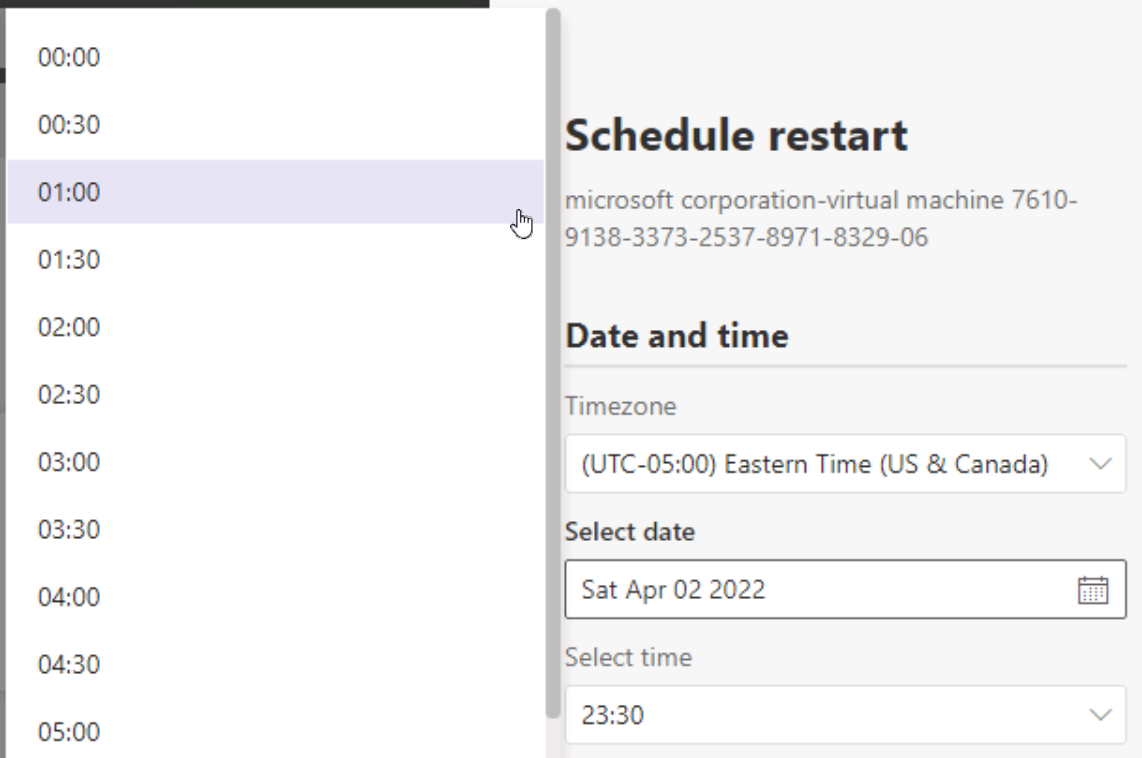 00:00
00:30
01:00
01:30
02:00
02:30
03:00
03:30
04:00
04:30
05:00
Schedule restart
microsoft corporation-virtual machine 7610-
9138-3373-2537-8971-8329-06
Date and time
Timezone
(UTC-05:00) Eastern Time (US & Canada)
Select date
Sat Apr 02 2022
Select time
23:30